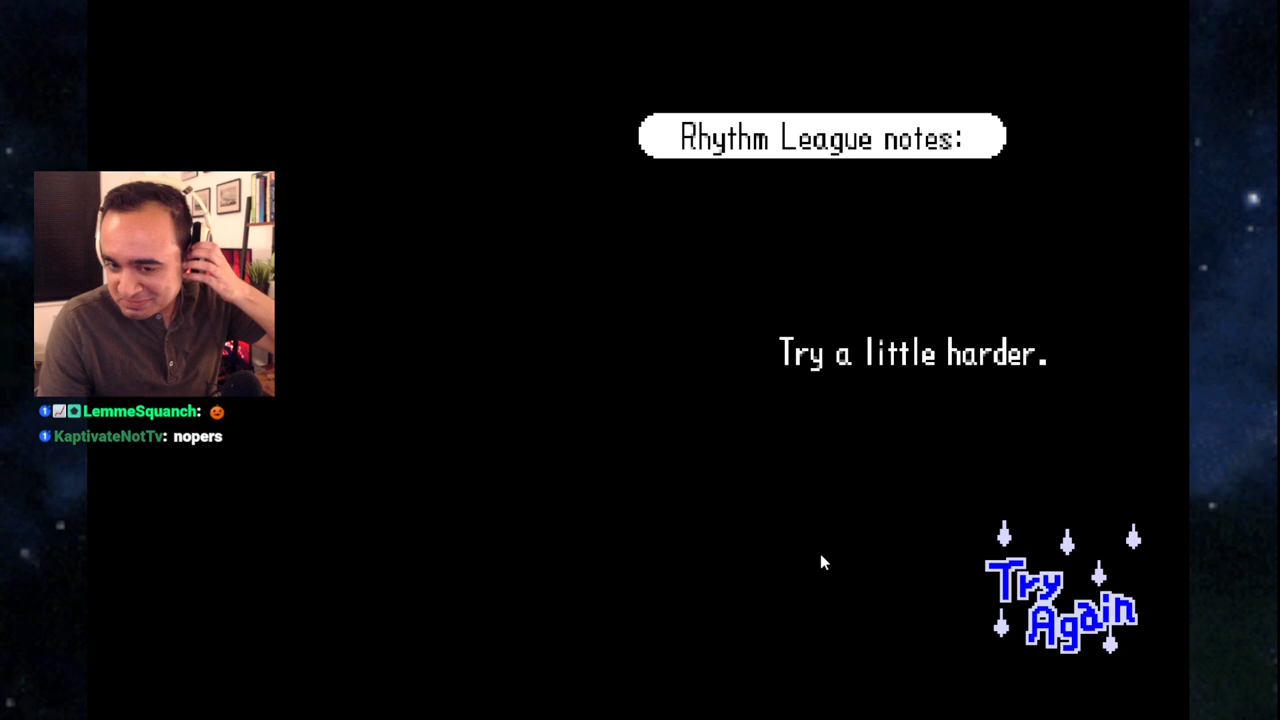 Rhythm League notes:
Try a little harder.
LemmeSquanch:
KaptivateNotTv: nopers
Try
Again